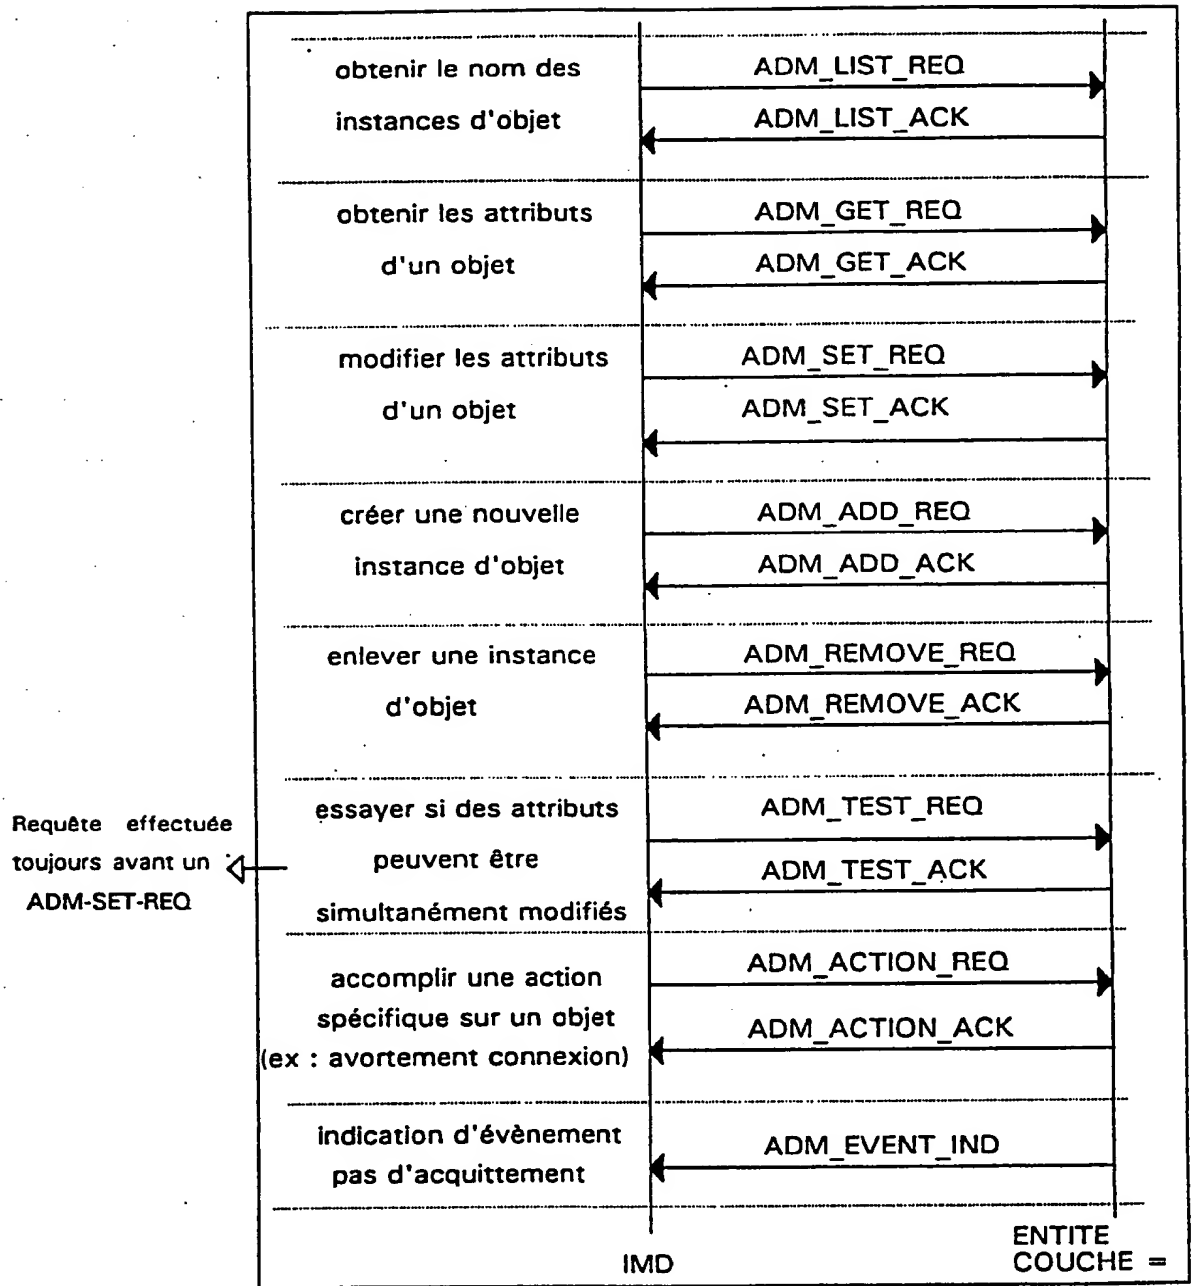 obtenir le nom des
instances d'objet
ADM_LIST_REQ
ADM_LIST_ACK
obtenir les attributs
d'un objet
ADM_GET_REQ
ADM_GET_ACK
modifier les attributs
d'un objet
ADM_SET_REQ
ADM_SET_ACK
créer une nouvelle
instance d'objet
ADM_ADD_REQ
ADM_ADD_ACK
enlever une instance
d'objet
ADM_REMOVE_REQ
ADM_REMOVE_ACK
Requête effectuée
toujours avant un
ADM-SET-REQ
essayer si des attributs
peuvent être
simultanément modifiés
ADM_TEST_REQ
ADM_TEST_ACK
accomplir une action
spécifique sur un objet
(ex : avortement connexion)
ADM_ACTION_REQ
ADM_ACTION_ACK
indication d'évènement
pas d'acquittement
ADM_EVENT_IND
IMD
ENTITE
COUCHE =